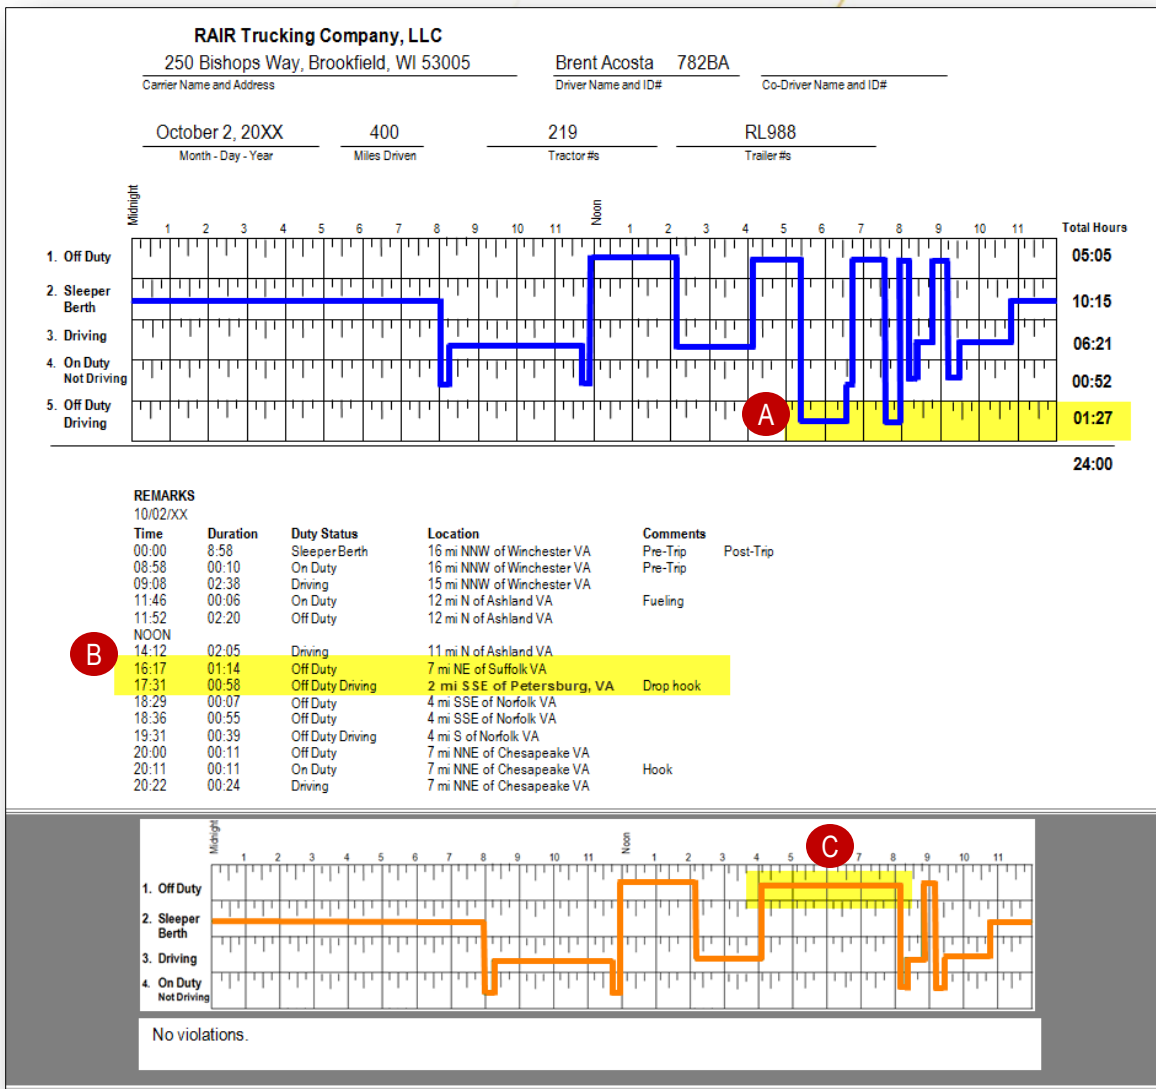 RAIR Trucking Company, LLC
250 Bishops Way, Brookfield, WI 53005 Brent Acosta 782BA
Carrier Name and Address Driver Name and ID# Co-Driver Name and ID#
October 2, 20XX 400 219 RL988
Month - Day - Year Miles Driven Tractor #s Trailer #s
Midnight 1 2 3 4 5 6 7 8 9 10 11 Noon 1 2 3 4 5 6 7 8 9 10 11 Total Hours
1. Off Duty 05:05
2. Sleeper Berth 10:15
3. Driving 06:21
4. On Duty Not Driving 00:52
5. Off Duty Driving A 01:27
24:00
REMARKS
10/02/XX
Time Duration Duty Status Location Comments
00:00 8:58 Sleeper Berth 16 mi NNW of Winchester VA Pre-Trip Post-Trip
08:58 00:10 On Duty 16 mi NNW of Winchester VA Pre-Trip
09:08 02:38 Driving 15 mi NNW of Winchester VA
11:46 00:06 On Duty 12 mi N of Ashland VA Fueling
11:52 02:20 Off Duty 12 mi N of Ashland VA
NOON
B
14:12 02:05 Driving 11 mi N of Ashland VA
16:17 01:14 Off Duty 7 mi NE of Suffolk VA
17:31 00:58 Off Duty Driving 2 mi SSE of Petersburg, VA Drop hook
18:29 00:07 Off Duty 4 mi SSE of Norfolk VA
18:36 00:55 Off Duty 4 mi SSE of Norfolk VA
19:31 00:39 Off Duty Driving 4 mi S of Norfolk VA
20:00 00:11 Off Duty 7 mi NNE of Chesapeake VA
20:11 00:11 On Duty 7 mi NNE of Chesapeake VA Hook
20:22 00:24 Driving 7 mi NNE of Chesapeake VA
C
Midnight 1 2 3 4 5 6 7 8 9 10 11 Noon 1 2 3 4 5 6 7 8 9 10 11
1. Off Duty
2. Sleeper Berth
3. Driving
4. On Duty Not Driving
No violations.